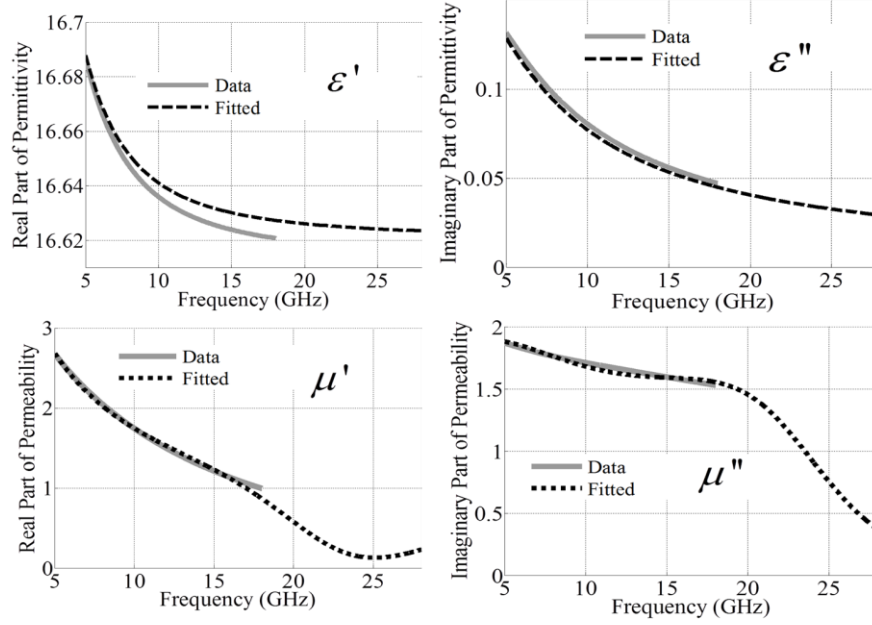 Real Part of Permittivity
16.7
16.68
16.66
16.64
16.62
Data
Fitted
ε'
5 10 15 20 25
Frequency (GHz)
Imaginary Part of Permittivity
0.1
0.05
0
Data
Fitted
ε"
5 10 15 20 25
Frequency (GHz)
Real Part of Permeability
3
2
1
0
Data
Fitted
μ'
5 10 15 20 25
Frequency (GHz)
Imaginary Part of Permeability
2
1.5
1
0.5
0
Data
Fitted
μ"
5 10 15 20 25
Frequency (GHz)